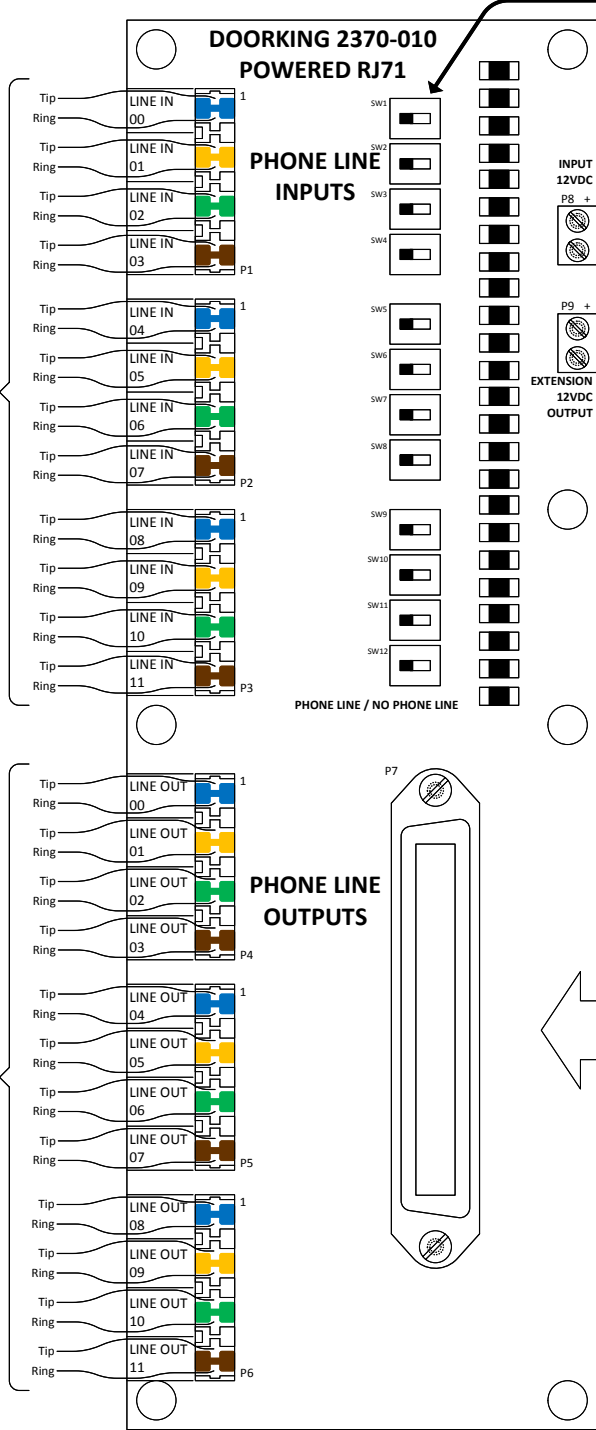 DOORKING 2370-010
POWERED RJ71
Tip
Ring
LINE IN
00
1
Tip
Ring
LINE IN
01
Tip
Ring
LINE IN
02
Tip
Ring
LINE IN
03
P1
PHONE LINE
INPUTS
SW1
SW2
SW3
SW4
INPUT
12VDC
P8 +
Tip
Ring
LINE IN
04
1
Tip
Ring
LINE IN
05
Tip
Ring
LINE IN
06
Tip
Ring
LINE IN
07
P2
SW5
SW6
SW7
SW8
P9 +
EXTENSION
12VDC
OUTPUT
Tip
Ring
LINE IN
08
1
Tip
Ring
LINE IN
09
Tip
Ring
LINE IN
10
Tip
Ring
LINE IN
11
P3
SW9
SW10
SW11
SW12
PHONE LINE / NO PHONE LINE
Tip
Ring
LINE OUT
00
1
Tip
Ring
LINE OUT
01
Tip
Ring
LINE OUT
02
Tip
Ring
LINE OUT
03
P4
PHONE LINE
OUTPUTS
P7
Tip
Ring
LINE OUT
04
1
Tip
Ring
LINE OUT
05
Tip
Ring
LINE OUT
06
Tip
Ring
LINE OUT
07
P5
Tip
Ring
LINE OUT
08
1
Tip
Ring
LINE OUT
09
Tip
Ring
LINE OUT
10
Tip
Ring
LINE OUT
11
P6